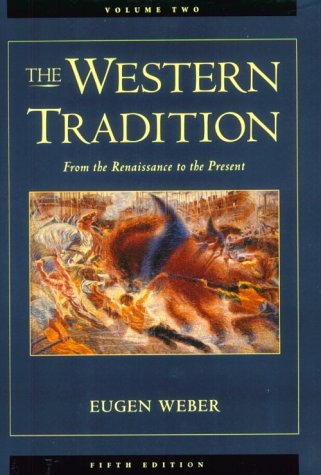 VOLUME TWO
THE WESTERN
TRADITION
From the Renaissance to the Present
EUGEN WEBER
FIFTH EDITION